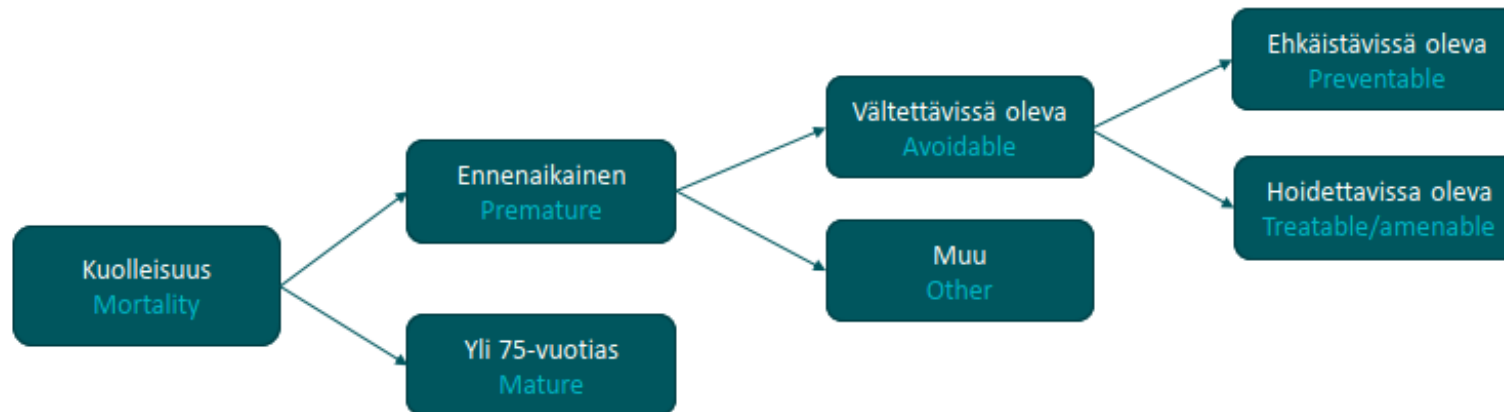 Kuolleisuus
Mortality
Ennenaikainen
Premature
Yli 75-vuotias
Mature
Vältettävissä oleva
Avoidable
Muu
Other
Ehkäistävissä oleva
Preventable
Hoidettavissa oleva
Treatable/amenable